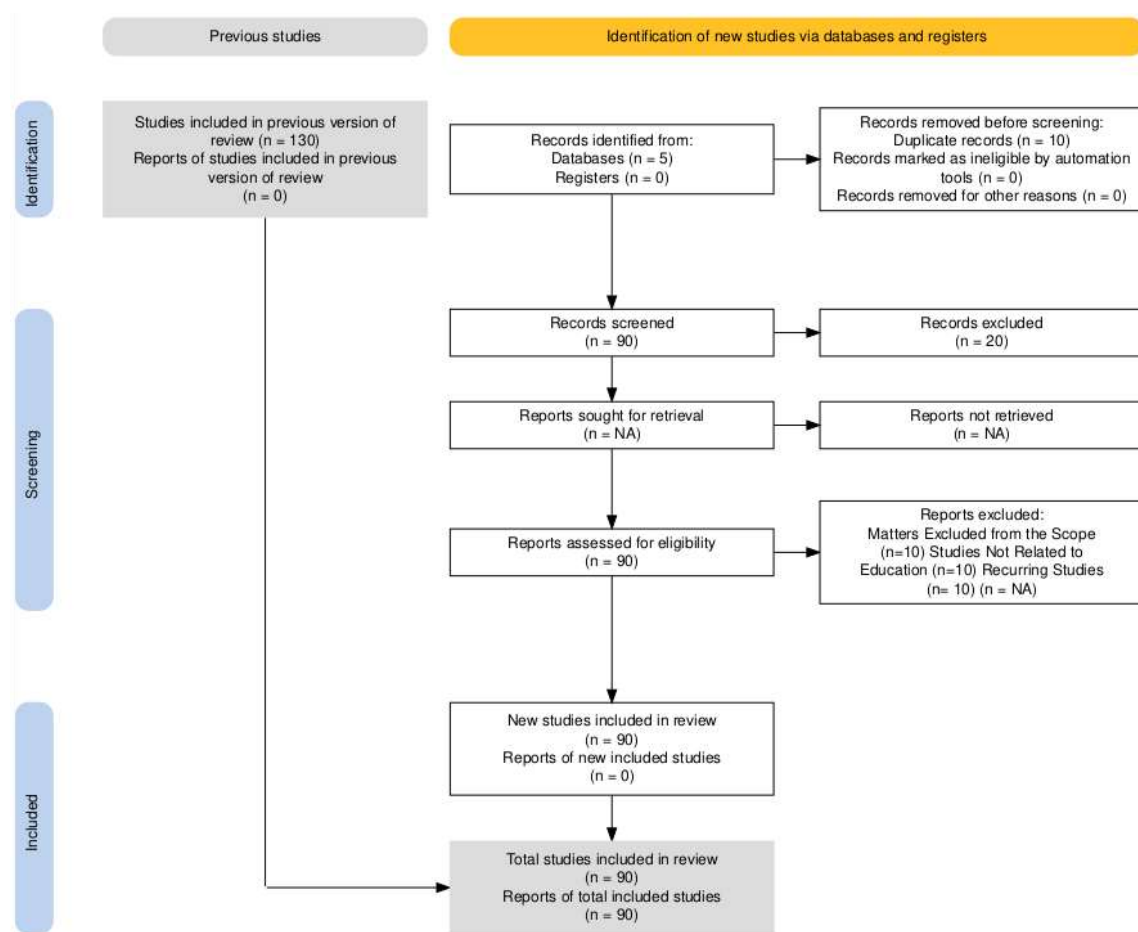 Previous studies
Identification of new studies via databases and registers
Identification
Studies included in previous version of
review (n = 130)
Reports of studies included in previous
version of review
(n = 0)
Records identified from:
Databases (n = 5)
Registers (n = 0)
Records removed before screening:
Duplicate records (n = 10)
Records marked as ineligible by automation
tools (n = 0)
Records removed for other reasons (n = 0)
Screening
Records screened
(n = 90)
Records excluded
(n = 20)
Reports sought for retrieval
(n = NA)
Reports not retrieved
(n = NA)
Reports assessed for eligibility
(n = 90)
Reports excluded:
Matters Excluded from the Scope
(n=10) Studies Not Related to
Education (n=10) Recurring Studies
(n= 10) (n = NA)
Included
New studies included in review
(n = 90)
Reports of new included studies
(n = 0)
Total studies included in review
(n = 90)
Reports of total included studies
(n = 90)